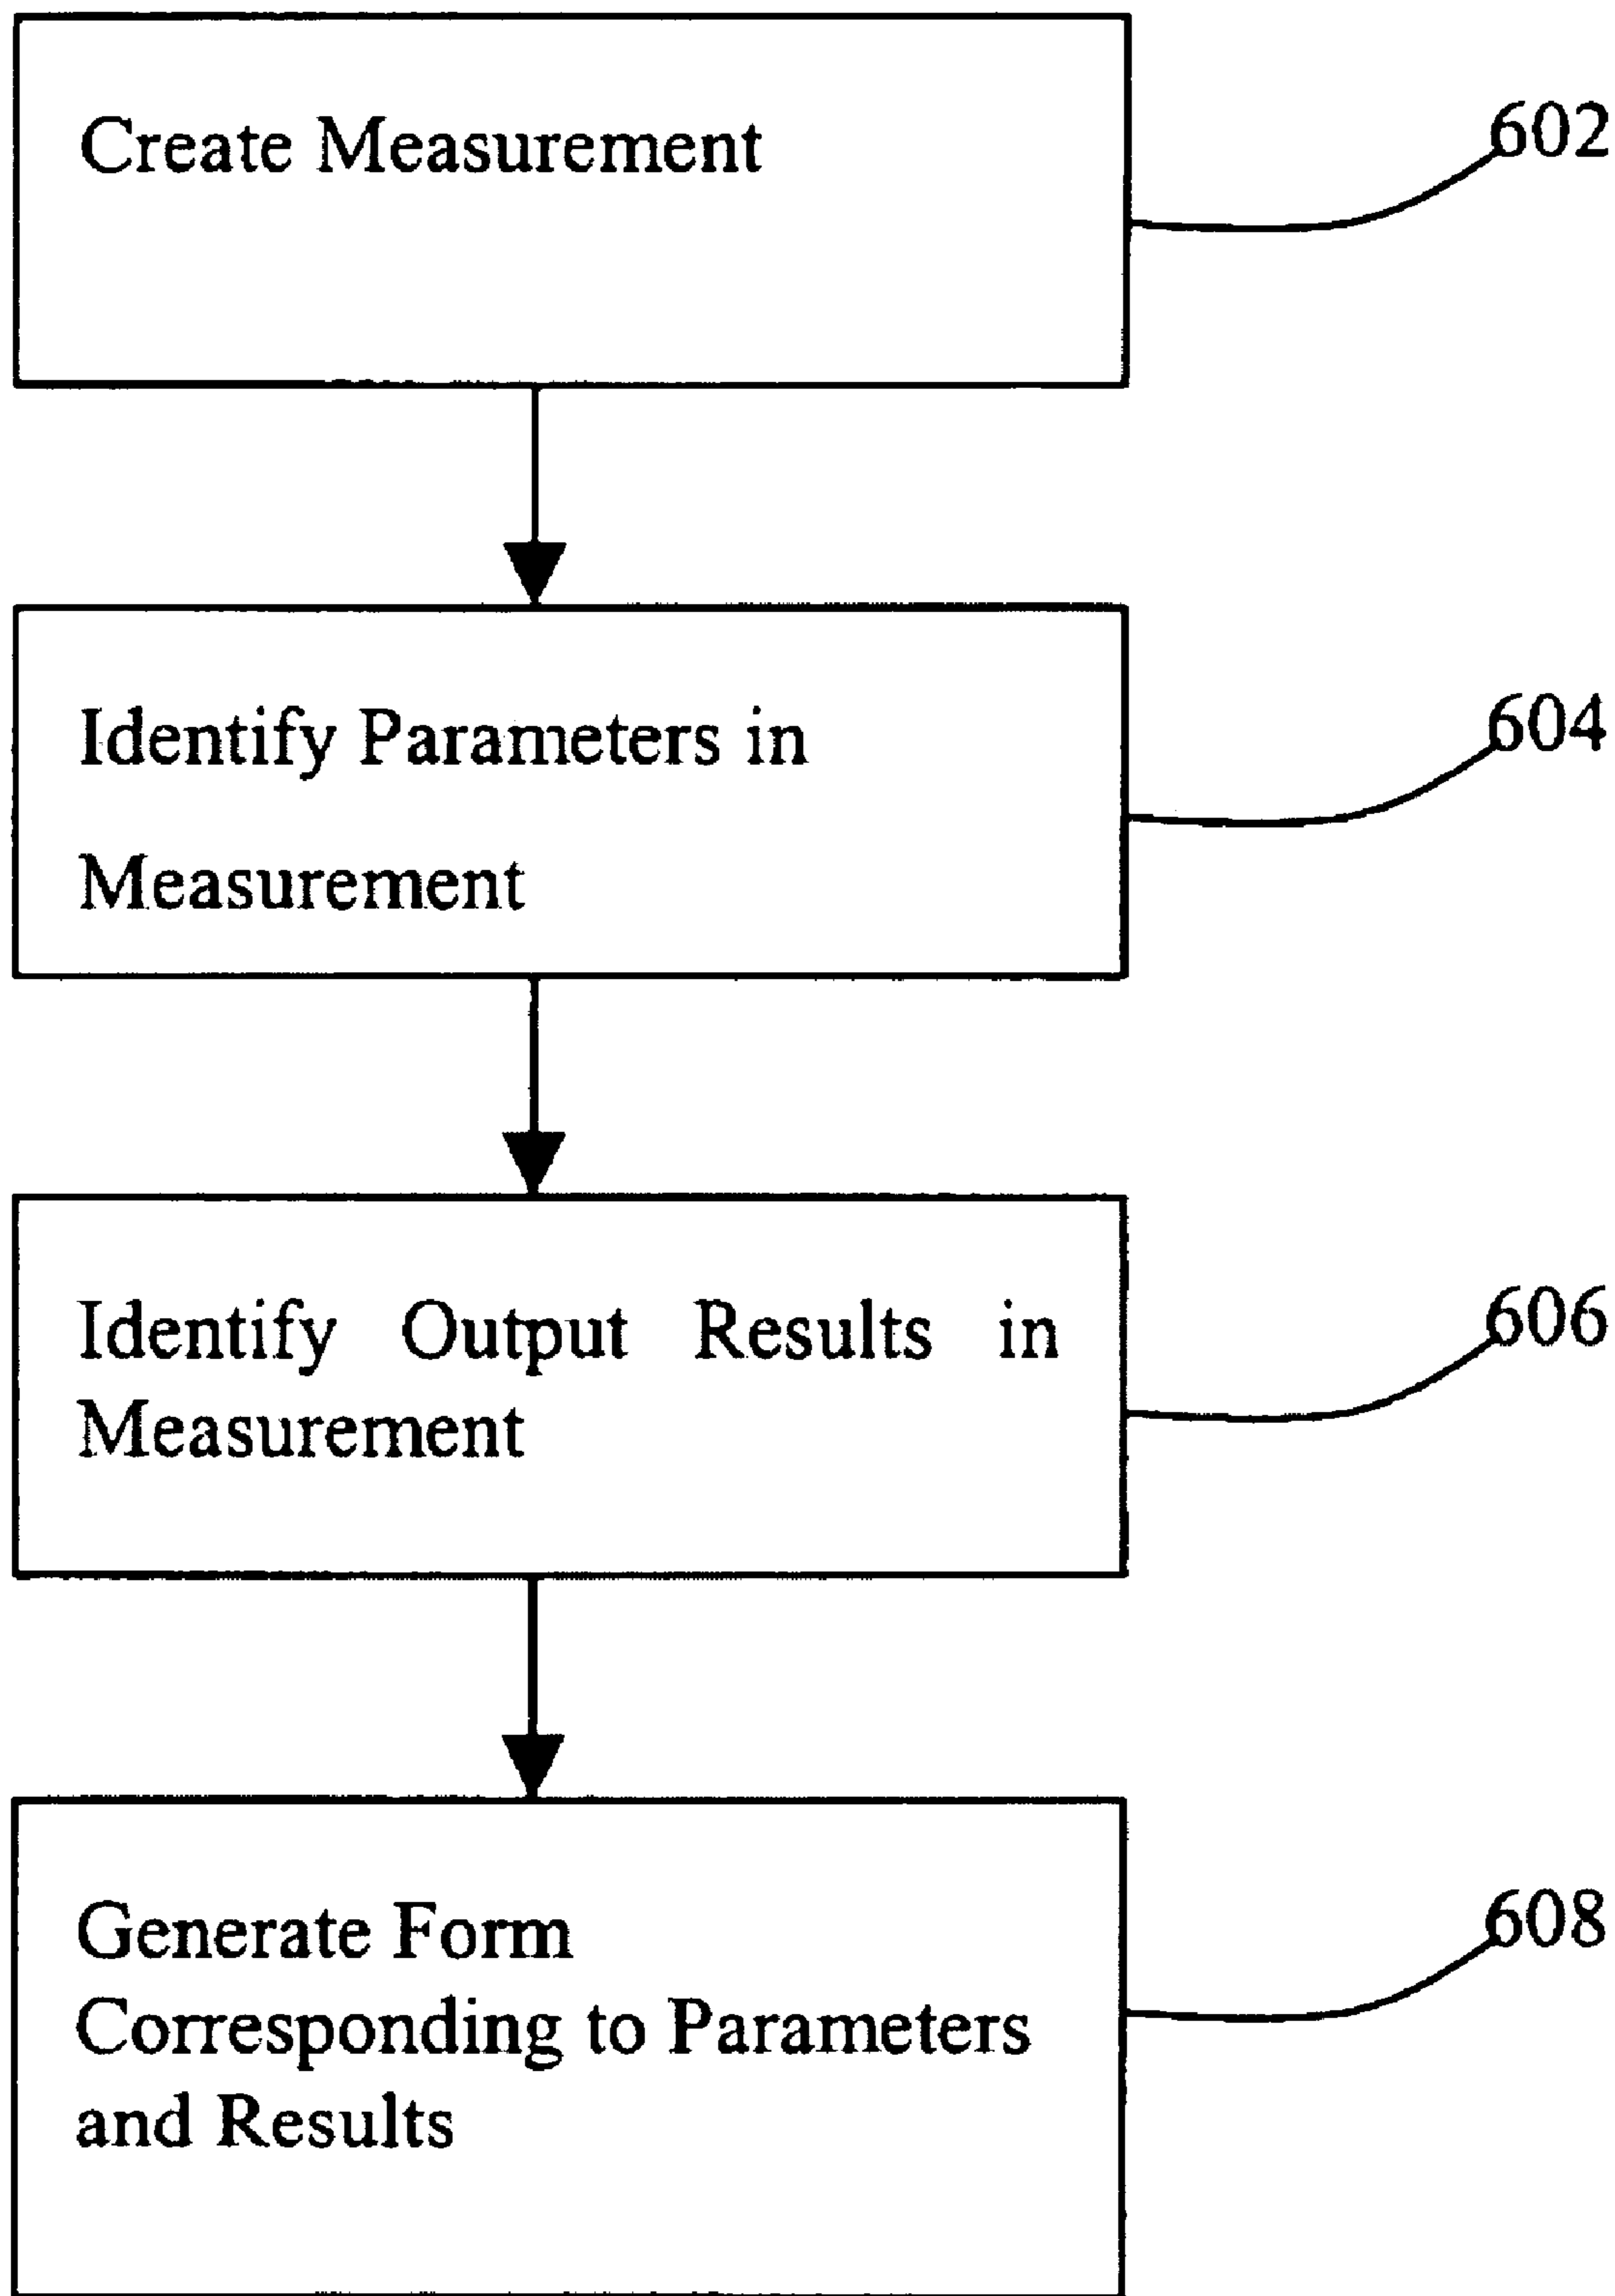 Create Measurement
602
Identify Parameters in
Measurement
604
Identify Output Results in
Measurement
606
Generate Form
Corresponding to Parameters
and Results
608